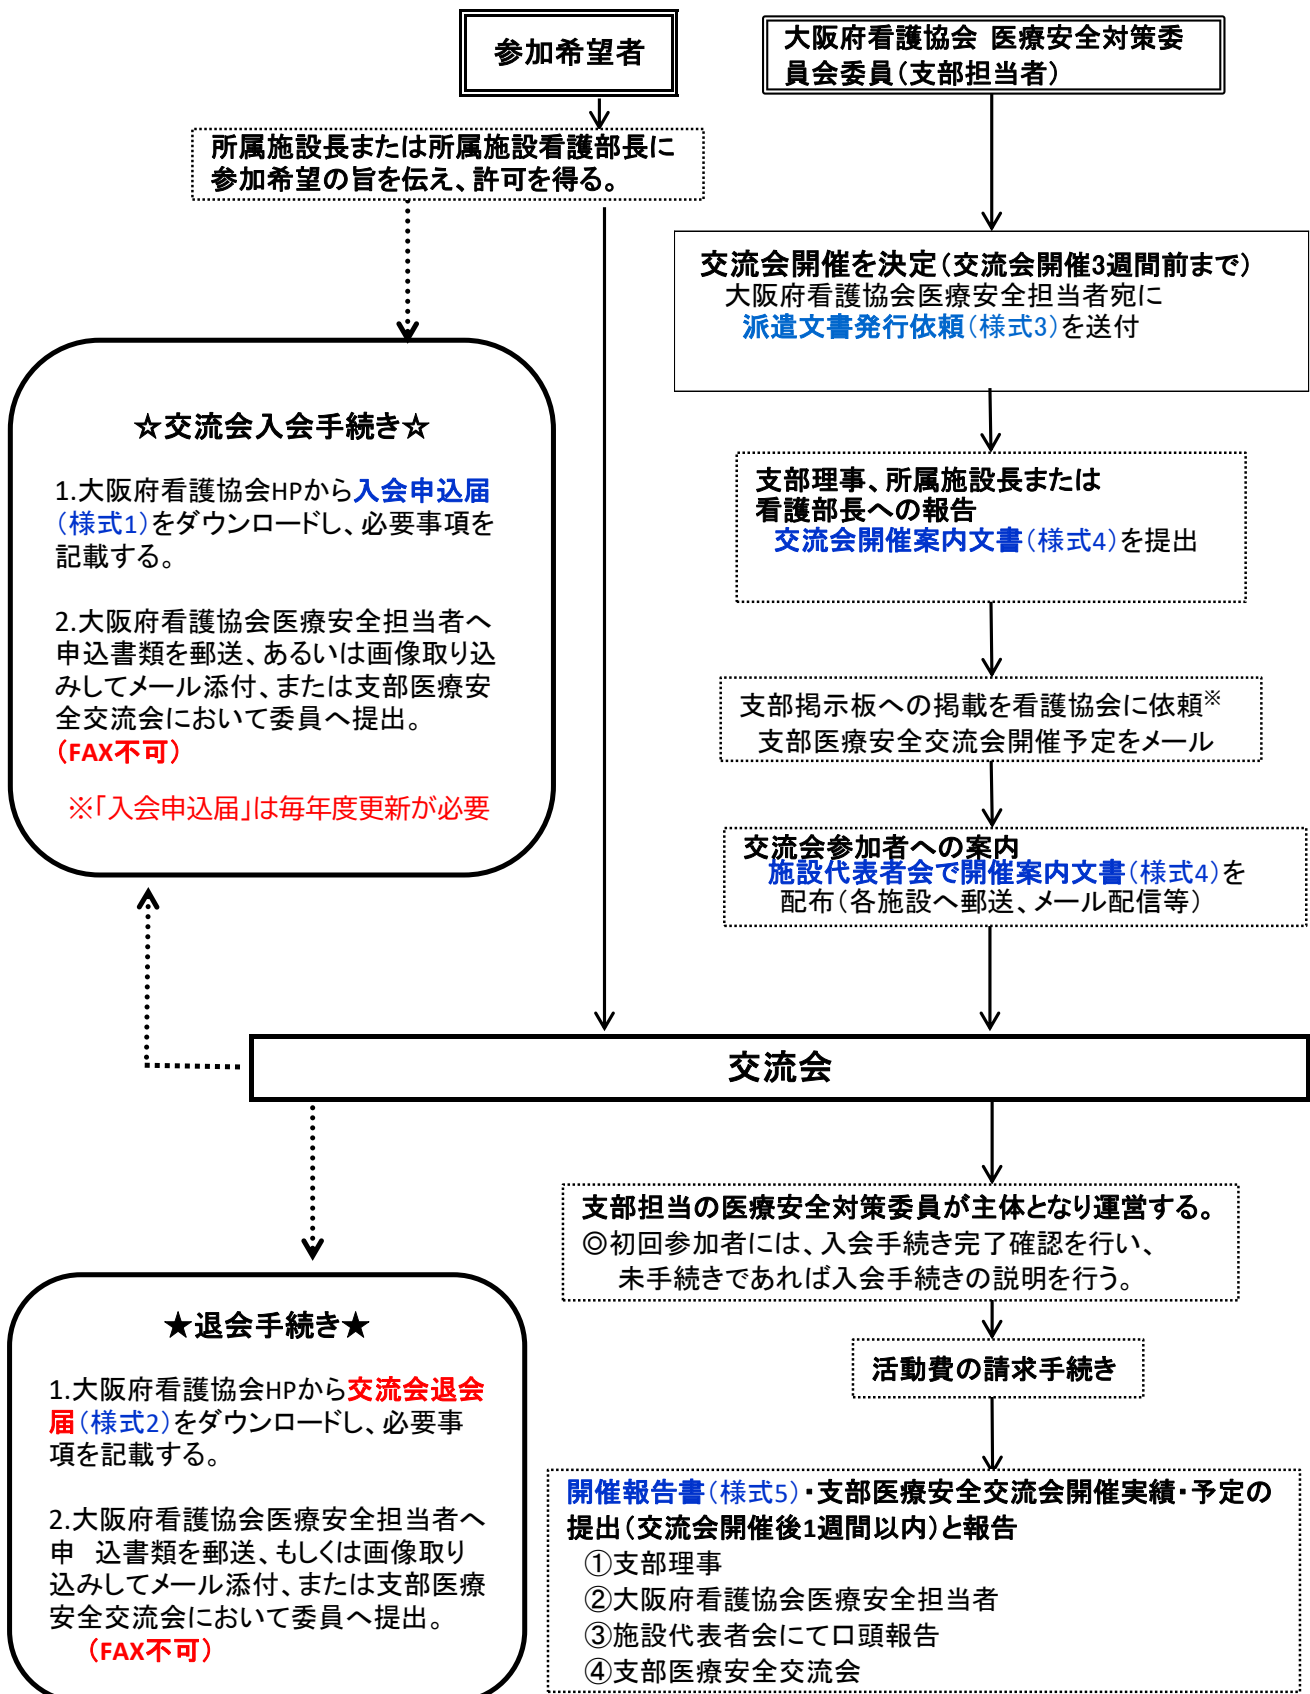 参加希望者
大阪府看護協会 医療安全対策委
員会委員（支部担当者）
所属施設長または所属施設看護部長に
参加希望の旨を伝え、許可を得る。
交流会開催を決定（交流会開催3週間前まで）
大阪府看護協会医療安全担当者宛に
派遣文書発行依頼（様式3）を送付
☆交流会入会手続き☆
1.大阪府看護協会HPから入会申込届
（様式1）をダウンロードし、必要事項を
記載する。
2.大阪府看護協会医療安全担当者へ
申込書類を郵送、あるいは画像取り込
みしてメール添付、または支部医療安
全交流会において委員へ提出。
（FAX不可）
※「入会申込届」は毎年度更新が必要
支部理事、所属施設長または
看護部長への報告
交流会開催案内文書（様式4）を提出
支部掲示板への掲載を看護協会に依頼※
支部医療安全交流会開催予定をメール
交流会参加者への案内
施設代表者会で開催案内文書（様式4）を
配布（各施設へ郵送、メール配信等）
交流会
支部担当の医療安全対策委員が主体となり運営する。
◎初回参加者には、入会手続き完了確認を行い、
未手続きであれば入会手続きの説明を行う。
活動費の請求手続き
★退会手続き★
1.大阪府看護協会HPから交流会退会
届（様式2）をダウンロードし、必要事
項を記載する。
2.大阪府看護協会医療安全担当者へ
申　込書類を郵送、もしくは画像取り
込みしてメール添付、または支部医療
安全交流会において委員へ提出。
（FAX不可）
開催報告書（様式5）・支部医療安全交流会開催実績・予定の
提出（交流会開催後1週間以内）と報告
①支部理事
②大阪府看護協会医療安全担当者
③施設代表者会にて口頭報告
④支部医療安全交流会